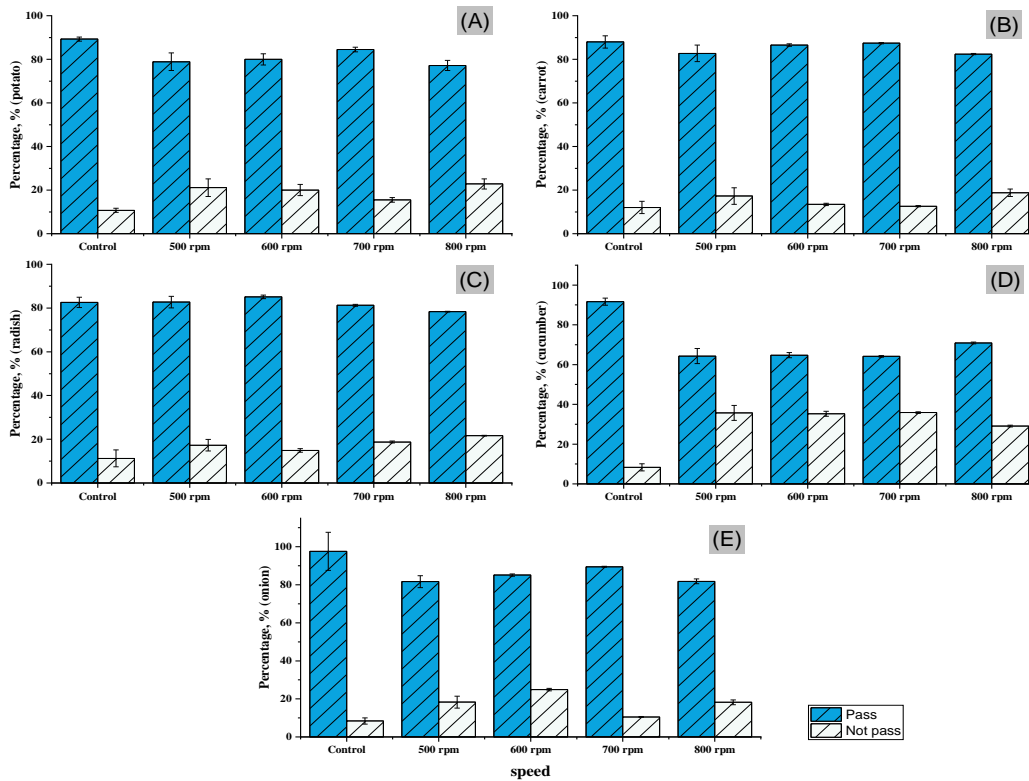 (A)
Percentage, % (potato)
100
80
60
40
20
0
Control 500 rpm 600 rpm 700 rpm 800 rpm
(B)
Percentage, % (carrot)
100
80
60
40
20
0
Control 500 rpm 600 rpm 700 rpm 800 rpm
(C)
Percentage, % (radish)
100
80
60
40
20
0
Control 500 rpm 600 rpm 700 rpm 800 rpm
(D)
Percentage, % (cucumber)
100
80
60
40
20
0
Control 500 rpm 600 rpm 700 rpm 800 rpm
(E)
Percentage, % (onion)
100
80
60
40
20
0
Control 500 rpm 600 rpm 700 rpm 800 rpm
speed
Pass
Not pass